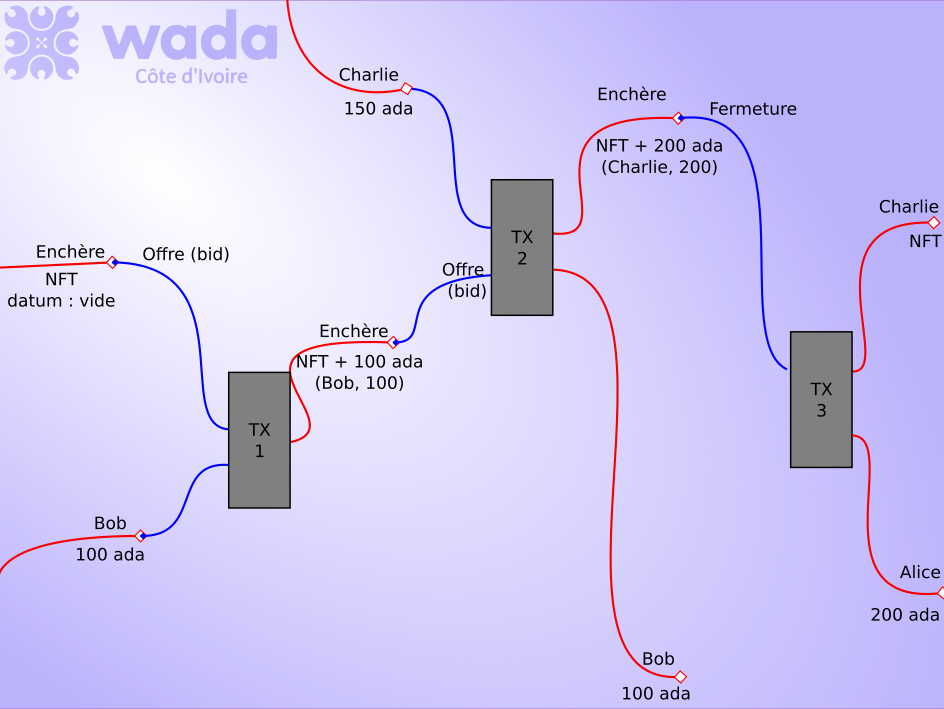 wada
Côte d'Ivoire
Charlie
150 ada
Enchère
Fermeture
NFT + 200 ada
(Charlie, 200)
TX
2
Charlie
NFT
Enchère
Offre (bid)
NFT
datum : vide
Offre
(bid)
Enchère
NFT + 100 ada
(Bob, 100)
TX
1
TX
3
Bob
100 ada
Alice
200 ada
Bob
100 ada